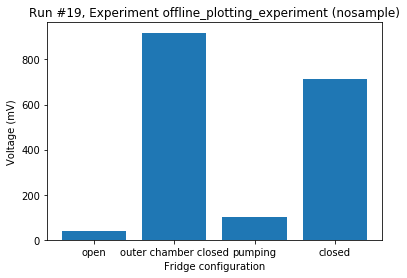 Run #19, Experiment offline_plotting_experiment (nosample)
Voltage (mV)
800
600
400
200
0
open outer chamber closed pumping closed
Fridge configuration